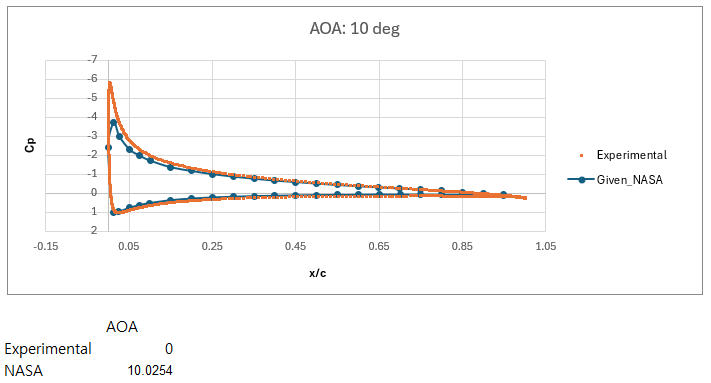 AOA: 10 deg
-7
-6
-5
-4
-3
-2
-1
0
1
2
Cp
-0.15 0.05 0.25 0.45 0.65 0.85 1.05
x/c
Experimental
Given_NASA
AOA
Experimental 0
NASA 10.0254